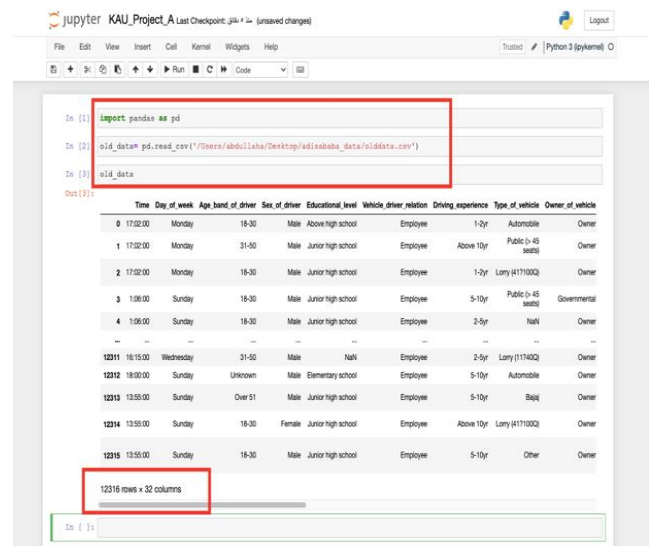 jupyter KAU_Project_A Last Checkpoint: منذ ٧ دقائق (unsaved changes) Logout
File Edit View Insert Cell Kernel Widgets Help Trusted Python 3 (ipykernel)
Run Code
In [1] import pandas as pd
In [2] old_data= pd.read_csv('/Users/abdullaha/Desktop/adisababa_data/olddata.csv')
In [3] old_data
Out[3]:
Time Day_of_week Age_band_of_driver Sex_of_driver Educational_level Vehicle_driver_relation Driving_experience Type_of_vehicle Owner_of_vehicle
0 17:02:00 Monday 18-30 Male Above high school Employee 1-2yr Automobile Owner
1 17:02:00 Monday 31-50 Male Junior high school Employee Above 10yr Public (> 45 seats) Owner
2 17:02:00 Monday 18-30 Male Junior high school Employee 1-2yr Lorry (41?100Q) Owner
3 1:06:00 Sunday 18-30 Male Junior high school Employee 5-10yr Public (> 45 seats) Governmental
4 1:06:00 Sunday 18-30 Male Junior high school Employee 2-5yr NaN Owner
... ... ... ... ... ... ... ... ... ...
12311 16:15:00 Wednesday 31-50 Male NaN Employee 2-5yr Lorry (11?40Q) Owner
12312 18:00:00 Sunday Unknown Male Elementary school Employee 5-10yr Automobile Owner
12313 13:55:00 Sunday Over 51 Male Junior high school Employee 5-10yr Bajaj Owner
12314 13:55:00 Sunday 18-30 Female Junior high school Employee Above 10yr Lorry (41?100Q) Owner
12315 13:55:00 Sunday 18-30 Male Junior high school Employee 5-10yr Other Owner
12316 rows × 32 columns
In [ ]: